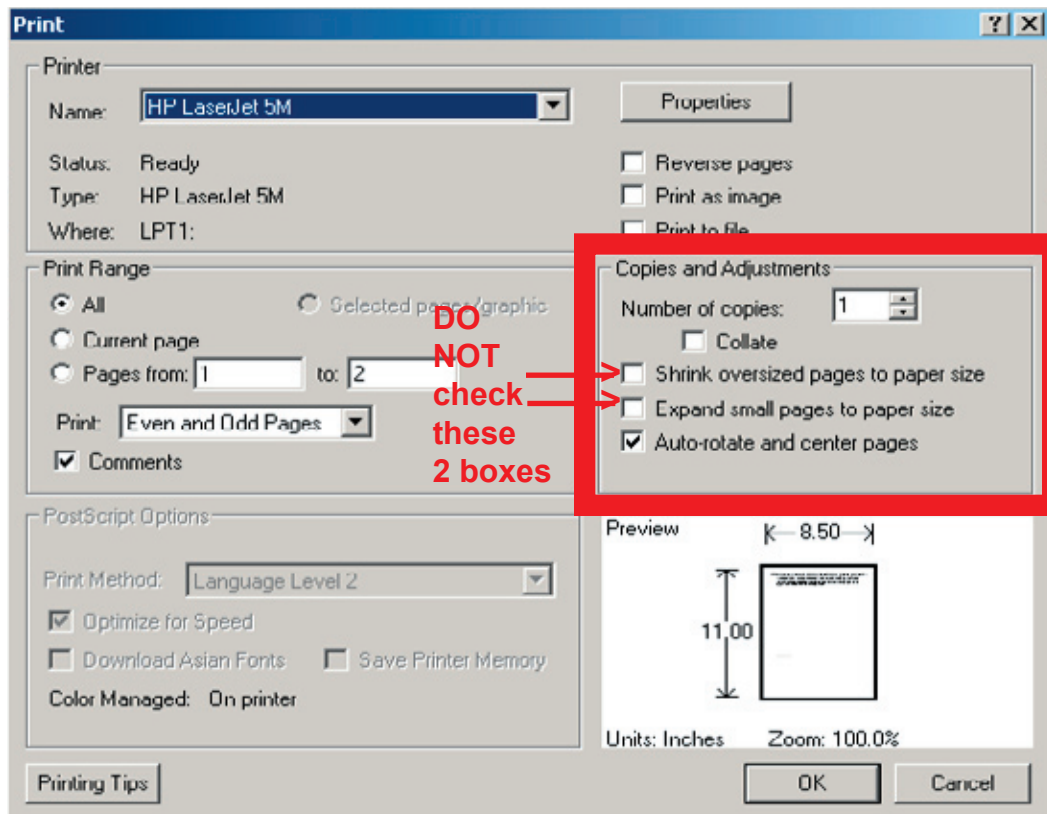 Print
Printer
Name: HP LaserJet 5M
Properties
Status: Ready
Type: HP LaserJet 5M
Where: LPT1:
Reverse pages
Print as image
Print to file
Print Range
All
Selected pages/graphic
Current page
Pages from: 1 to: 2
Print: Even and Odd Pages
Comments
DO
NOT
check
these
2 boxes
Copies and Adjustments
Number of copies: 1
Collate
Shrink oversized pages to paper size
Expand small pages to paper size
Auto-rotate and center pages
PostScript Options
Print Method: Language Level 2
Optimize for Speed
Download Asian Fonts Save Printer Memory
Color Managed: On printer
Preview
8.50
11.00
Units: Inches Zoom: 100.0%
Printing Tips
OK
Cancel